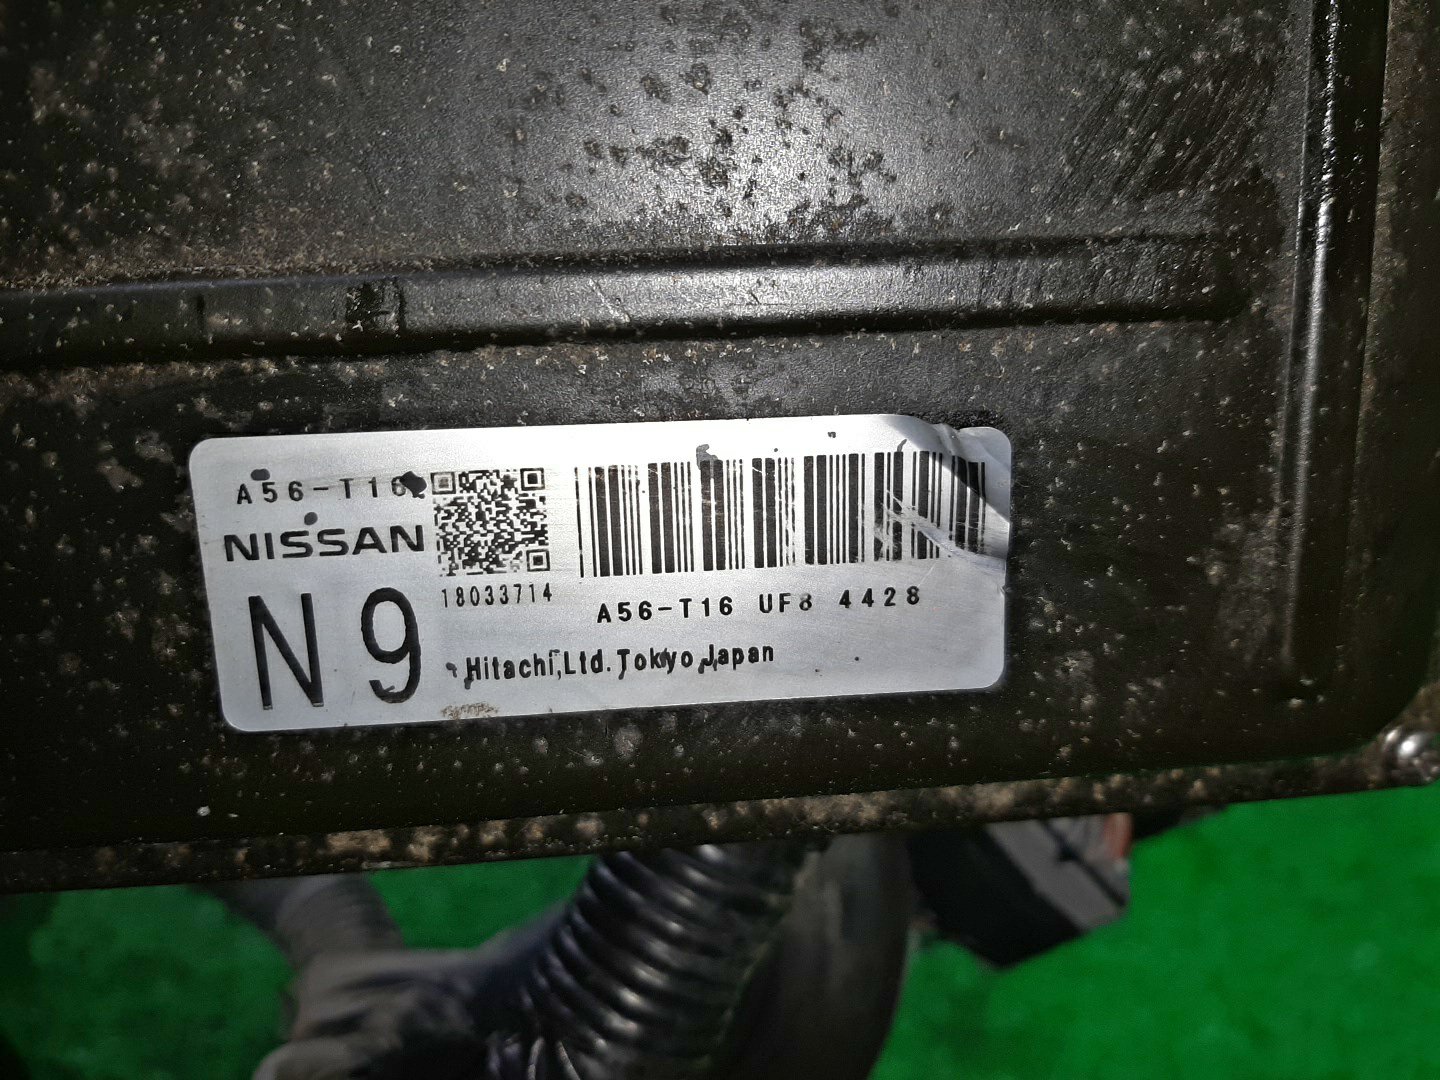 A56-T16
NISSAN
N9
18033714
A56-T16 UF8 4428
Hitachi,Ltd.Tokyo,Japan